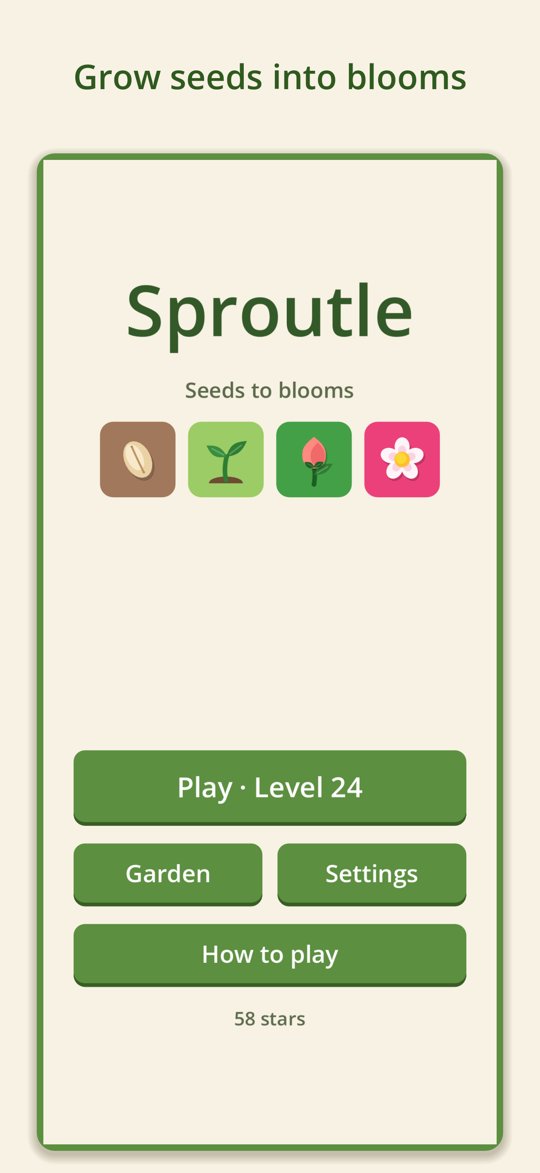 Grow seeds into blooms
Sproutle
Seeds to blooms
Play · Level 24
Garden
Settings
How to play
58 stars